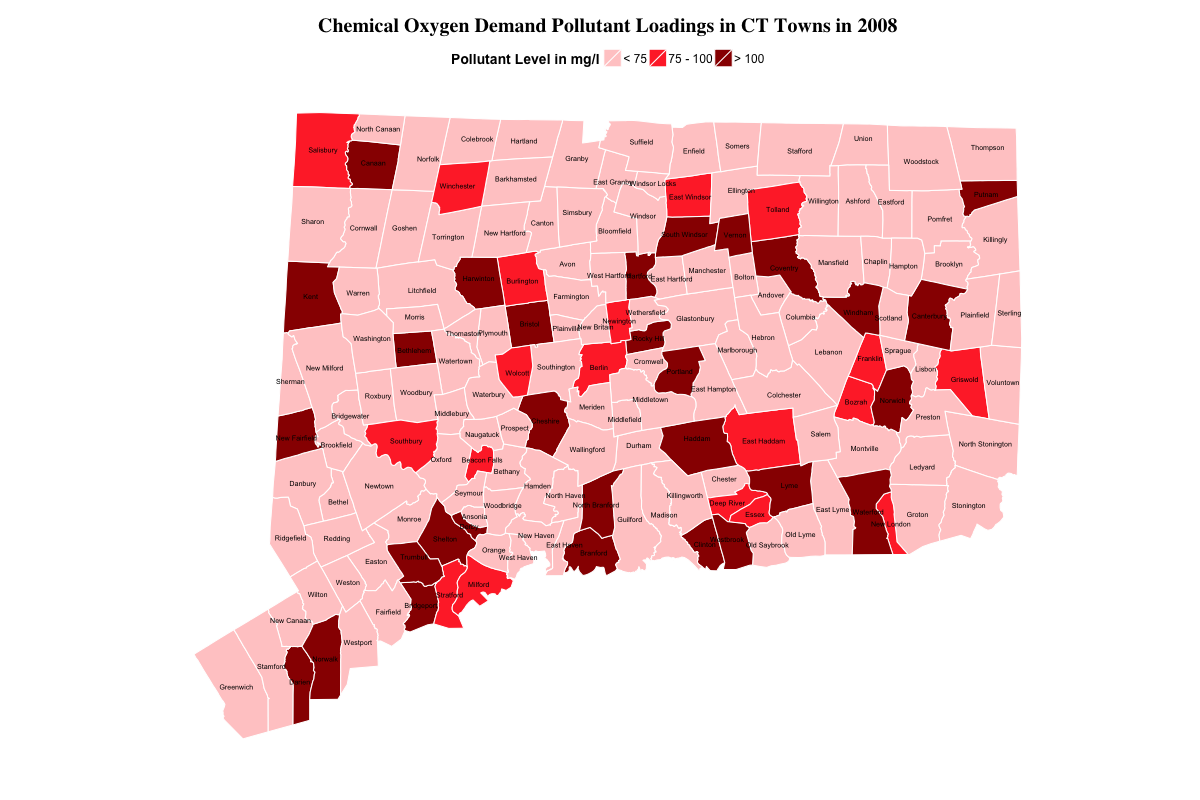 Chemical Oxygen Demand Pollutant Loadings in CT Towns in 2008
Pollutant Level in mg/l < 75 75 - 100 > 100
North Canaan
Colebrook
Hartland
Suffield
Enfield
Somers
Stafford
Union
Woodstock
Thompson
Salisbury
Canaan
Norfolk
Granby
Winchester
Barkhamsted
East Granby
Windsor Locks
East Windsor
Ellington
Tolland
Willington
Ashford
Eastford
Pomfret
Putnam
Sharon
Cornwall
Goshen
Torrington
New Hartford
Canton
Simsbury
Bloomfield
Windsor
South Windsor
Vernon
Killingly
Kent
Warren
Litchfield
Harwinton
Burlington
Avon
West Hartford
Hartford
East Hartford
Manchester
Bolton
Coventry
Mansfield
Chaplin
Hampton
Brooklyn
Morris
Farmington
Andover
Columbia
Windham
Scotland
Canterbury
Plainfield
Sterling
Washington
Bethlehem
Thomaston
Plymouth
Bristol
Plainville
New Britain
Newington
Wethersfield
Rocky Hill
Glastonbury
Hebron
Marlborough
Lebanon
Franklin
Sprague
Lisbon
Griswold
Voluntown
Sherman
New Milford
Watertown
Wolcott
Southington
Berlin
Cromwell
Portland
East Hampton
Colchester
Bozrah
Norwich
Preston
Roxbury
Woodbury
Waterbury
Bridgewater
Middlebury
Cheshire
Meriden
Middletown
Middlefield
New Fairfield
Brookfield
Southbury
Naugatuck
Prospect
Wallingford
Durham
Haddam
East Haddam
Salem
Montville
Ledyard
North Stonington
Oxford
Beacon Falls
Bethany
Danbury
Bethel
Newtown
Seymour
Woodbridge
Hamden
North Haven
North Branford
Guilford
Madison
Killingworth
Chester
Deep River
Essex
Lyme
East Lyme
Waterford
New London
Groton
Stonington
Ridgefield
Redding
Monroe
Ansonia
Derby
Shelton
Orange
New Haven
West Haven
East Haven
Branford
Clinton
Westbrook
Old Saybrook
Old Lyme
Easton
Trumbull
Weston
Wilton
Milford
Stratford
Bridgeport
Fairfield
New Canaan
Westport
Norwalk
Stamford
Darien
Greenwich